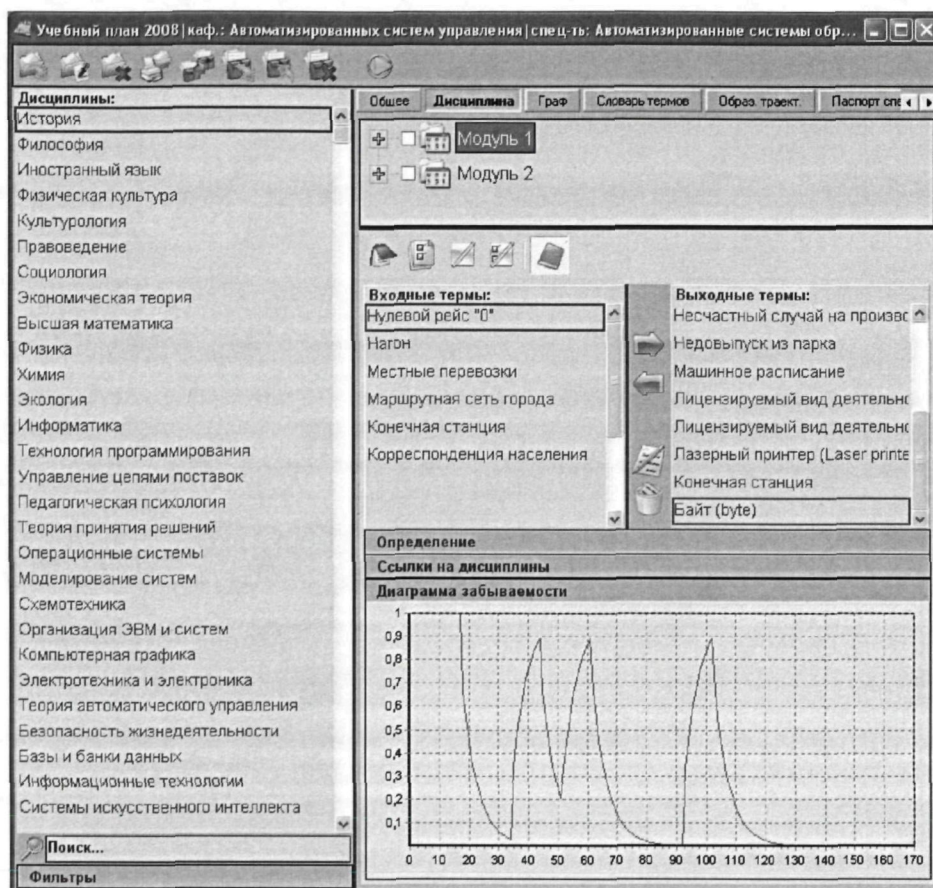 Учебный план 2008|каф.: Автоматизированных систем управления|спец-ть: Автоматизированные системы обр...
Дисциплины:
История
Философия
Иностранный язык
Физическая культура
Культурология
Правоведение
Социология
Экономическая теория
Высшая математика
Физика
Химия
Экология
Информатика
Технология программирования
Управление цепями поставок
Педагогическая психология
Теория принятия решений
Операционные системы
Моделирование систем
Схемотехника
Организация ЭВМ и систем
Компьютерная графика
Электротехника и электроника
Теория автоматического управления
Безопасность жизнедеятельности
Базы и банки данных
Информационные технологии
Системы искусственного интеллекта
Поиск...
Фильтры
Общее Дисциплина Граф Словарь термов Образ. траект. Паспорт спе
Модуль 1
Модуль 2
Входные термы:
Нулевой рейс "0"
Нагон
Местные перевозки
Маршрутная сеть города
Конечная станция
Корреспонденция населения
Выходные термы:
Несчастный случай на произвс
Недовыпуск из парка
Машинное расписание
Лицензируемый вид деятельнс
Лицензируемый вид деятельнс
Лазерный принтер (Laser printe
Конечная станция
Байт (byte)
Определение
Ссылки на дисциплины
Диаграмма забываемости
1
0,9
0,8
0,7
0,6
0,5
0,4
0,3
0,2
0,1
0 10 20 30 40 50 60 70 80 90 100 110 120 130 140 150 160 170